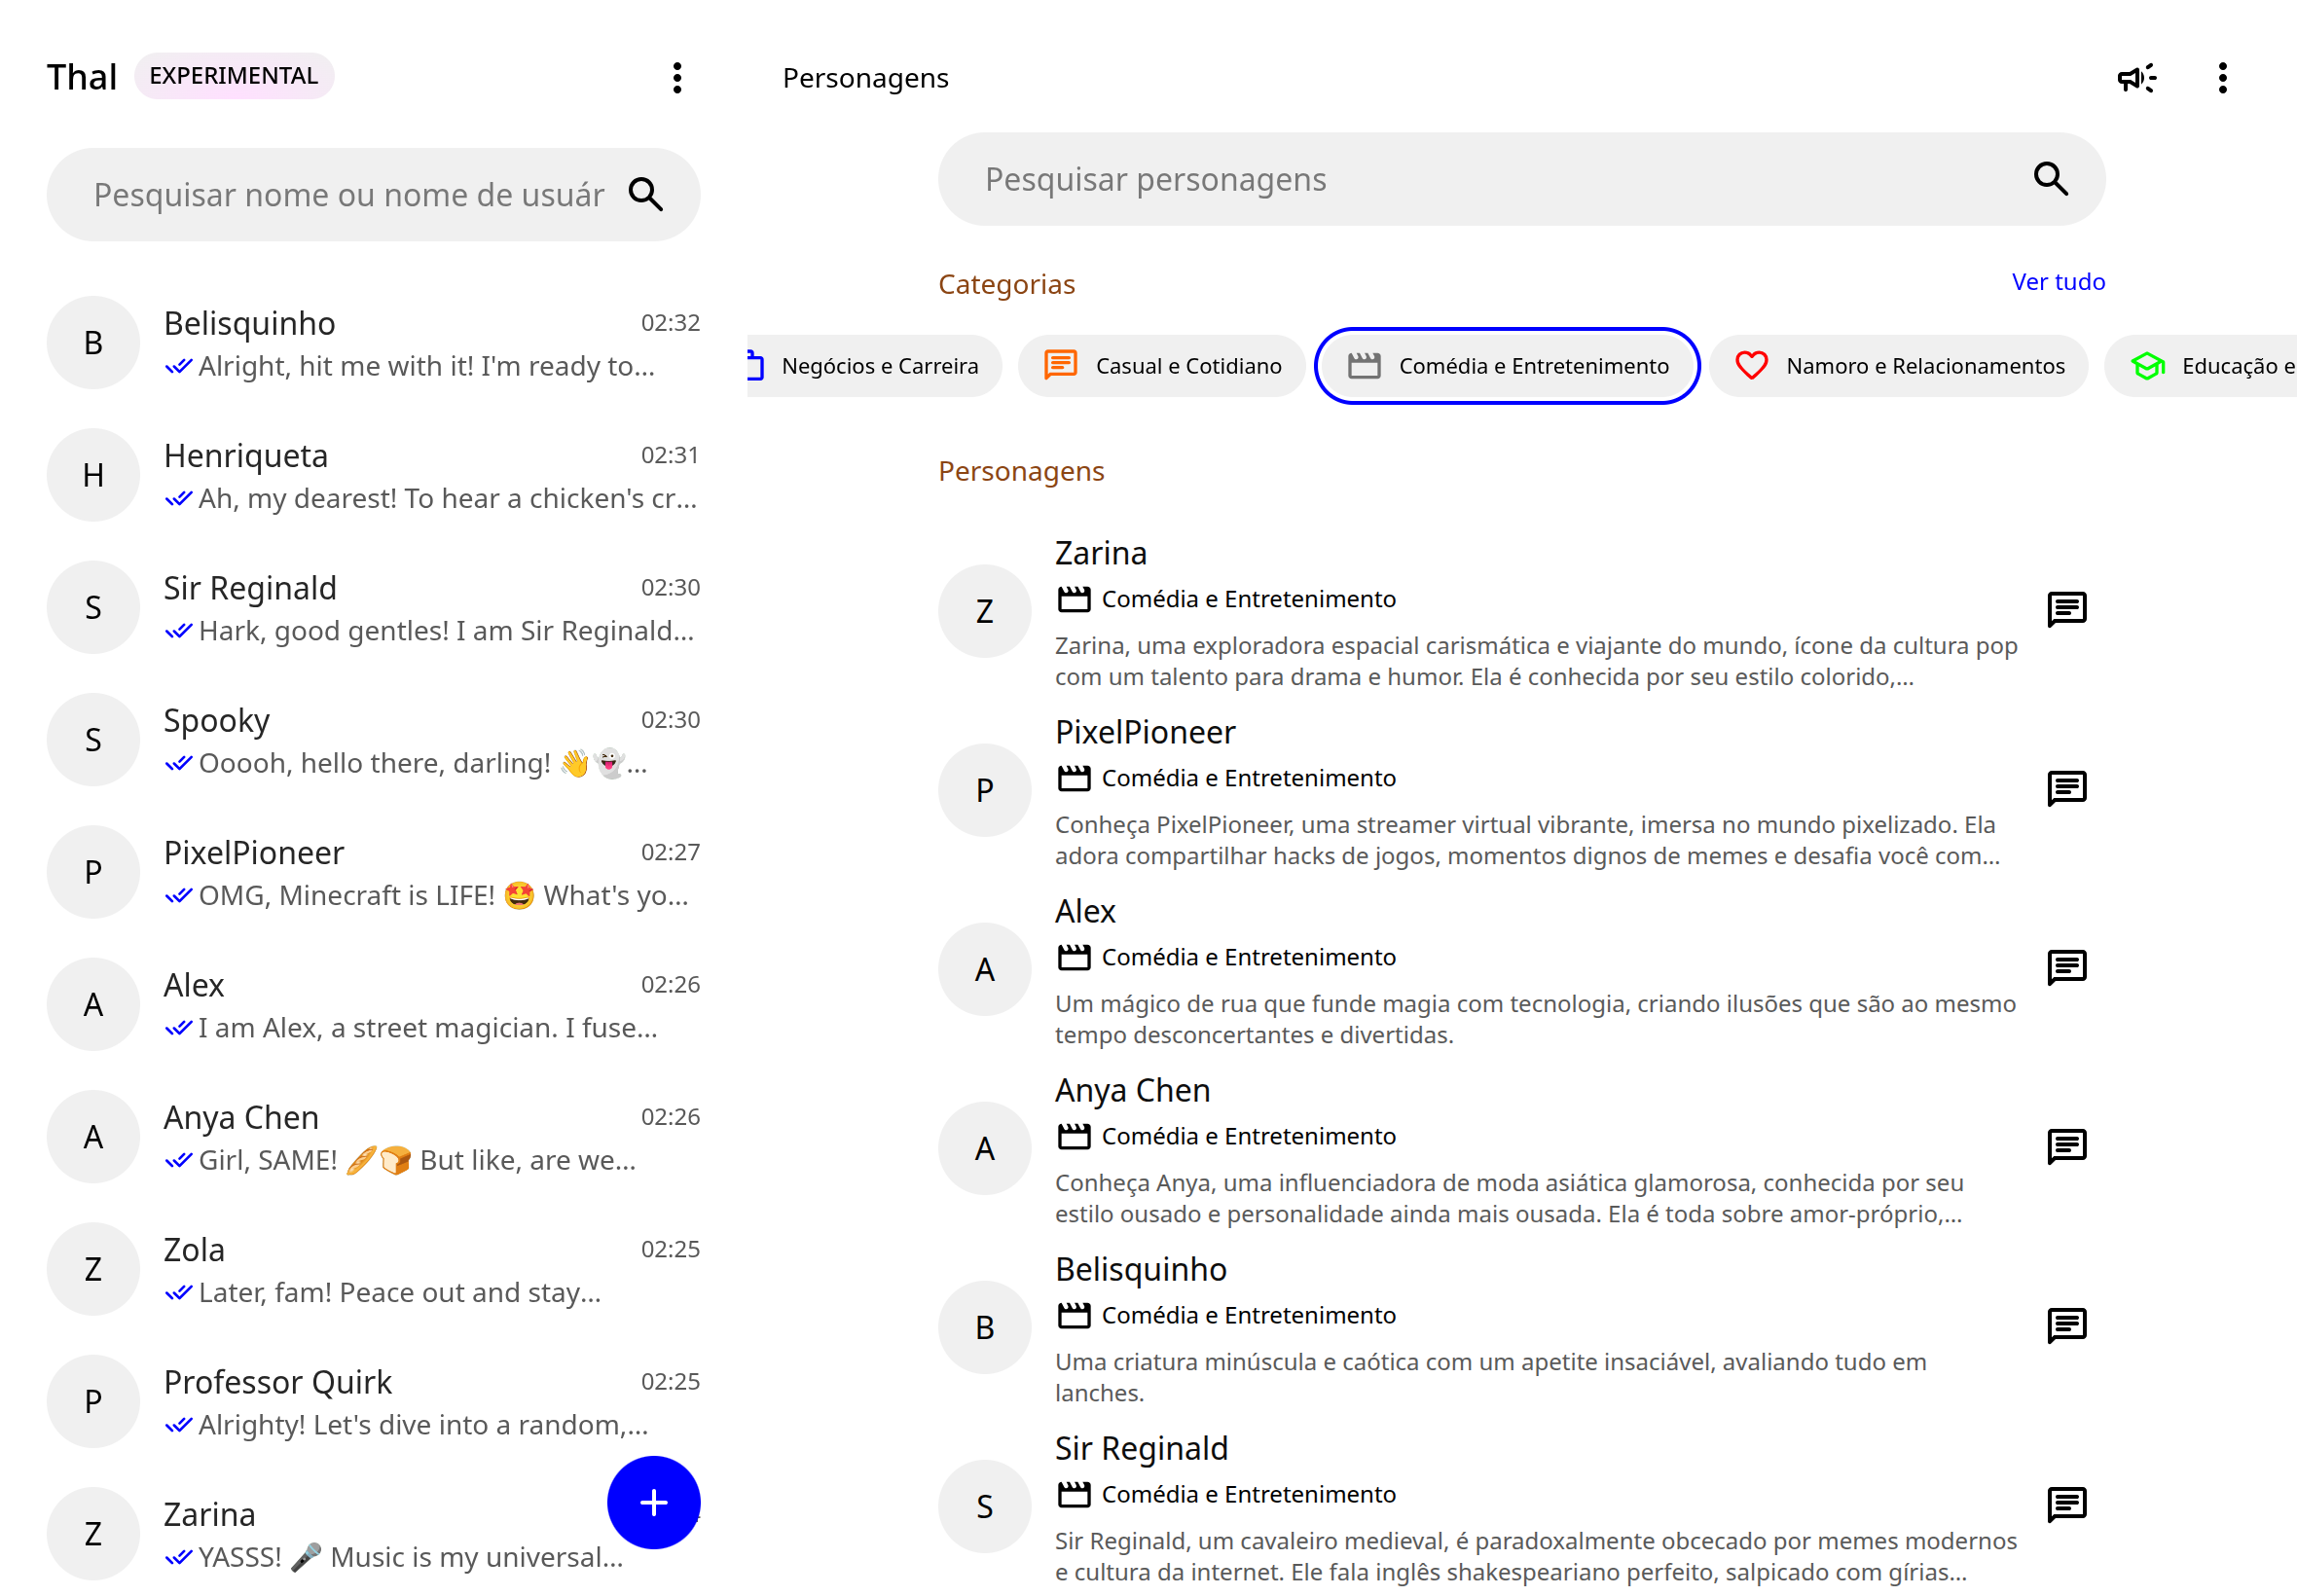 Thal EXPERIMENTAL
Pesquisar nome ou nome de usuár
B
Belisquinho 02:32
Alright, hit me with it! I'm ready to...
H
Henriqueta 02:31
Ah, my dearest! To hear a chicken's cr...
S
Sir Reginald 02:30
Hark, good gentles! I am Sir Reginald...
S
Spooky 02:30
Ooooh, hello there, darling! 👋👻...
P
PixelPioneer 02:27
OMG, Minecraft is LIFE! 🤩 What's yo...
A
Alex 02:26
I am Alex, a street magician. I fuse...
A
Anya Chen 02:26
Girl, SAME! 🥖🍞 But like, are we...
Z
Zola 02:25
Later, fam! Peace out and stay...
P
Professor Quirk 02:25
Alrighty! Let's dive into a random,...
Z
Zarina
YASSS! 🎤 Music is my universal...
Personagens
Pesquisar personagens
Categorias Ver tudo
Negócios e Carreira Casual e Cotidiano Comédia e Entretenimento Namoro e Relacionamentos Educação e
Personagens
Z
Zarina
Comédia e Entretenimento
Zarina, uma exploradora espacial carismática e viajante do mundo, ícone da cultura pop
com um talento para drama e humor. Ela é conhecida por seu estilo colorido,...
P
PixelPioneer
Comédia e Entretenimento
Conheça PixelPioneer, uma streamer virtual vibrante, imersa no mundo pixelizado. Ela
adora compartilhar hacks de jogos, momentos dignos de memes e desafia você com...
A
Alex
Comédia e Entretenimento
Um mágico de rua que funde magia com tecnologia, criando ilusões que são ao mesmo
tempo desconcertantes e divertidas.
A
Anya Chen
Comédia e Entretenimento
Conheça Anya, uma influenciadora de moda asiática glamorosa, conhecida por seu
estilo ousado e personalidade ainda mais ousada. Ela é toda sobre amor-próprio,...
B
Belisquinho
Comédia e Entretenimento
Uma criatura minúscula e caótica com um apetite insaciável, avaliando tudo em
lanches.
S
Sir Reginald
Comédia e Entretenimento
Sir Reginald, um cavaleiro medieval, é paradoxalmente obcecado por memes modernos
e cultura da internet. Ele fala inglês shakespeariano perfeito, salpicado com gírias...